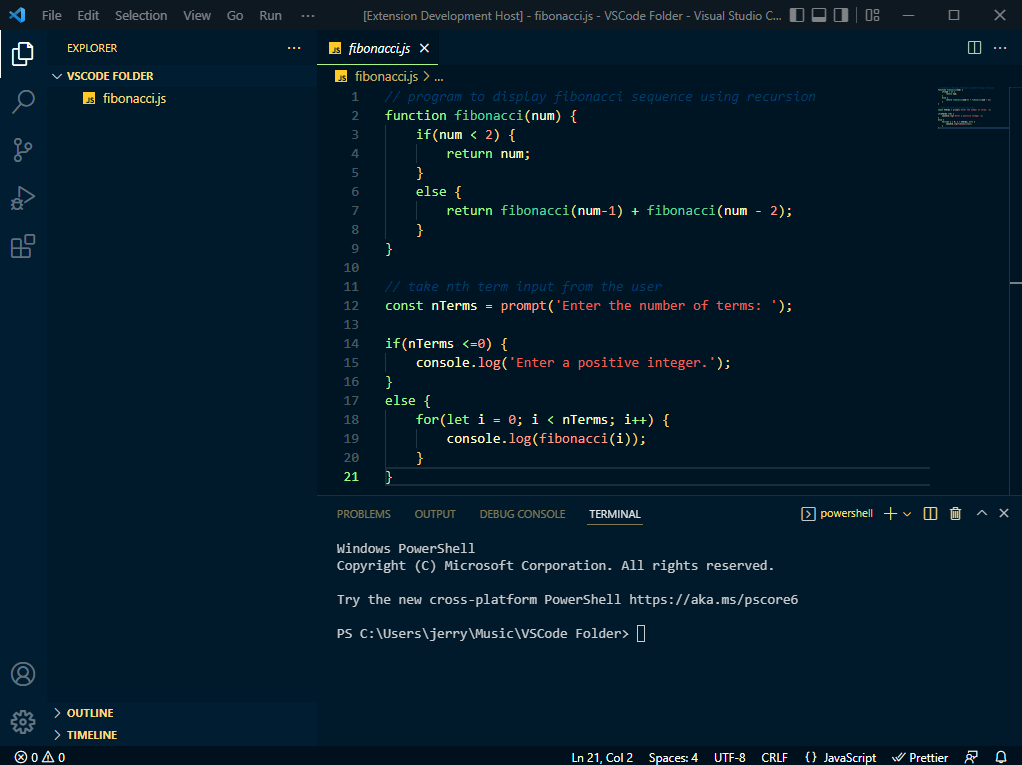 File Edit Selection View Go Run ··· [Extension Development Host] - fibonacci.js - VSCode Folder - Visual Studio C...
EXPLORER ···
VSCODE FOLDER
JS fibonacci.js
JS fibonacci.js
JS fibonacci.js > ...
1 // program to display fibonacci sequence using recursion
2 function fibonacci(num) {
3     if(num < 2) {
4         return num;
5     }
6     else {
7         return fibonacci(num-1) + fibonacci(num - 2);
8     }
9 }
10
11 // take nth term input from the user
12 const nTerms = prompt('Enter the number of terms: ');
13
14 if(nTerms <=0) {
15     console.log('Enter a positive integer.');
16 }
17 else {
18     for(let i = 0; i < nTerms; i++) {
19         console.log(fibonacci(i));
20     }
21 }
PROBLEMS OUTPUT DEBUG CONSOLE TERMINAL powershell
Windows PowerShell
Copyright (C) Microsoft Corporation. All rights reserved.
Try the new cross-platform PowerShell https://aka.ms/pscore6
PS C:\Users\jerry\Music\VSCode Folder>
OUTLINE
TIMELINE
0 0 Ln 21, Col 2 Spaces: 4 UTF-8 CRLF {} JavaScript Prettier